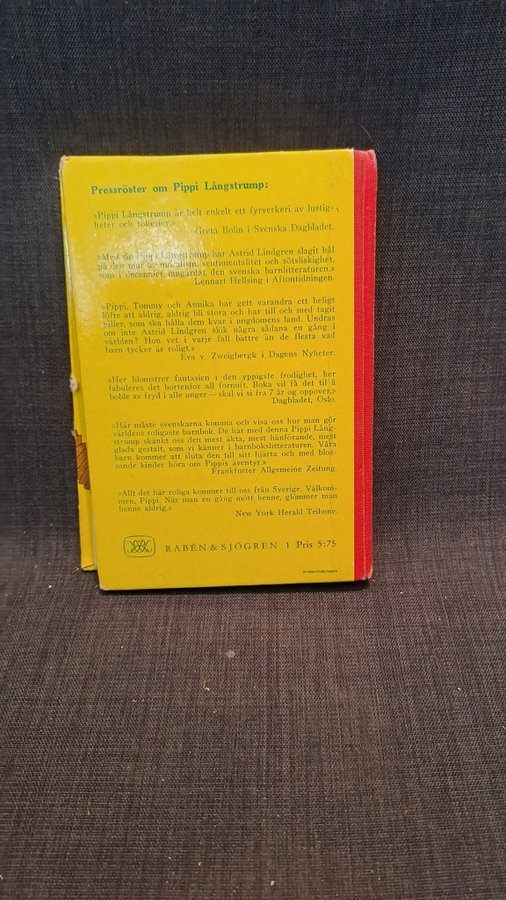 Pressröster om Pippi Långstrump:
»Pippi Långstrump är helt enkelt ett fyrverkeri av lustig-
heter och tokerier.»
Greta Bolin i Svenska Dagbladet.
»Med sin Pippi Långstrump har Astrid Lindgren slagit hål
på den mur av moralism, sentimentalitet och sötsliskighet,
som i decennier omgärdat den svenska barnlitteraturen.»
Lennart Hellsing i Aftontidningen.
»Pippi, Tommy och Annika har gett varandra ett heligt
löfte att aldrig, aldrig bli stora och har till och med tagit
piller, som ska hålla dem kvar i ungdomens land. Undras
om inte Astrid Lindgren slök några sådana en gång i
världen? Hon vet i varje fall bättre än de flesta vad
barn tycker är roligt.»
Eva v. Zweigbergk i Dagens Nyheter.
»Her blomstrer fantasien i den yppigste frodighet, her
fabuleres det bortenfor all fornuft. Boka vil få det til å
boble av fryd i alle unger — skal vi si fra 7 år og oppover.»
Dagbladet, Oslo.
»Här måste svenskarna komma och visa oss hur man gör
världens roligaste barnbok. De har med denna Pippi Lång-
strump skänkt oss den mest äkta, mest hänförande, mest
glada gestalt, som vi känner i barnbokslitteraturen. Våra
barn kommer att sluta den till sitt hjärta och med blos-
sande kinder höra om Pippis äventyr.»
Frankfurter Allgemeine Zeitung.
»Allt det här roliga kommer till oss från Sverige. Välkom-
men, Pippi. När man en gång mött henne, glömmer man
henne aldrig.»
New York Herald Tribune.
RABÉN & SJÖGREN 1 Pris 5:75